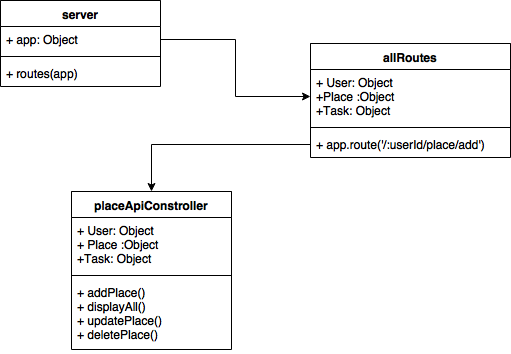 server
+ app: Object
+ routes(app)
allRoutes
+ User: Object
+Place :Object
+Task: Object
+ app.route('/:userId/place/add')
placeApiConstroller
+ User: Object
+ Place :Object
+Task: Object
+ addPlace()
+ displayAll()
+ updatePlace()
+ deletePlace()